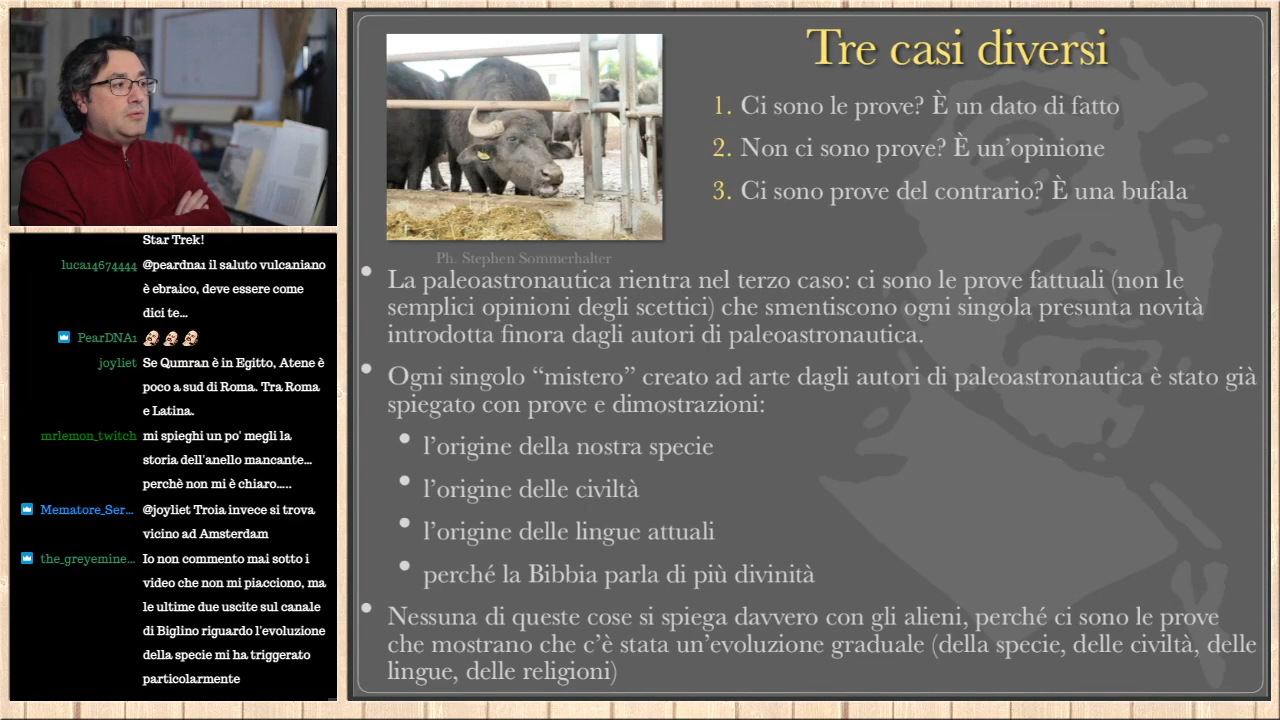 Star Trek!
luca14674444 @peardna1 il saluto vulcaniano
è ebraico, deve essere come
dici te...
PearDNA1
joyliet Se Qumran è in Egitto, Atene è
poco a sud di Roma. Tra Roma
e Latina.
mrlemon_twitch mi spieghi un po' megli la
storia dell'anello mancante...
perchè non mi è chiaro.....
Mematore_Ser... @joyliet Troia invece si trova
vicino ad Amsterdam
the_greyemine... Io non commento mai sotto i
video che non mi piacciono, ma
le ultime due uscite sul canale
di Biglino riguardo l'evoluzione
della specie mi ha triggerato
particolarmente
Tre casi diversi
1. Ci sono le prove? È un dato di fatto
2. Non ci sono prove? È un'opinione
3. Ci sono prove del contrario? È una bufala
Ph. Stephen Sommerhalter
• La paleoastronautica rientra nel terzo caso: ci sono le prove fattuali (non le
semplici opinioni degli scettici) che smentiscono ogni singola presunta novità
introdotta finora dagli autori di paleoastronautica.
• Ogni singolo “mistero” creato ad arte dagli autori di paleoastronautica è stato già
spiegato con prove e dimostrazioni:
• l’origine della nostra specie
• l’origine delle civiltà
• l’origine delle lingue attuali
• perché la Bibbia parla di più divinità
• Nessuna di queste cose si spiega davvero con gli alieni, perché ci sono le prove
che mostrano che c’è stata un’evoluzione graduale (della specie, delle civiltà, delle
lingue, delle religioni)